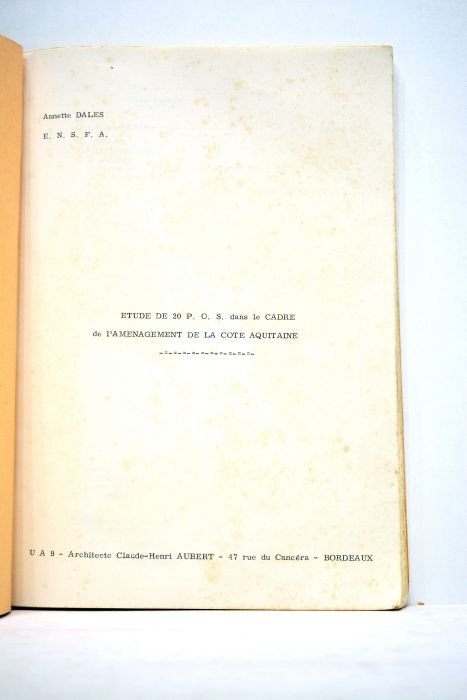 Annette DALES
E. N. S. F. A.
ETUDE DE 20 P. O. S. dans le CADRE
de l'AMENAGEMENT DE LA COTE AQUITAINE
-=-=-=-=-=-=-=-=-=-=-
U A 9 - Architecte Claude-Henri AUBERT - 47 rue du Cancéra - BORDEAUX